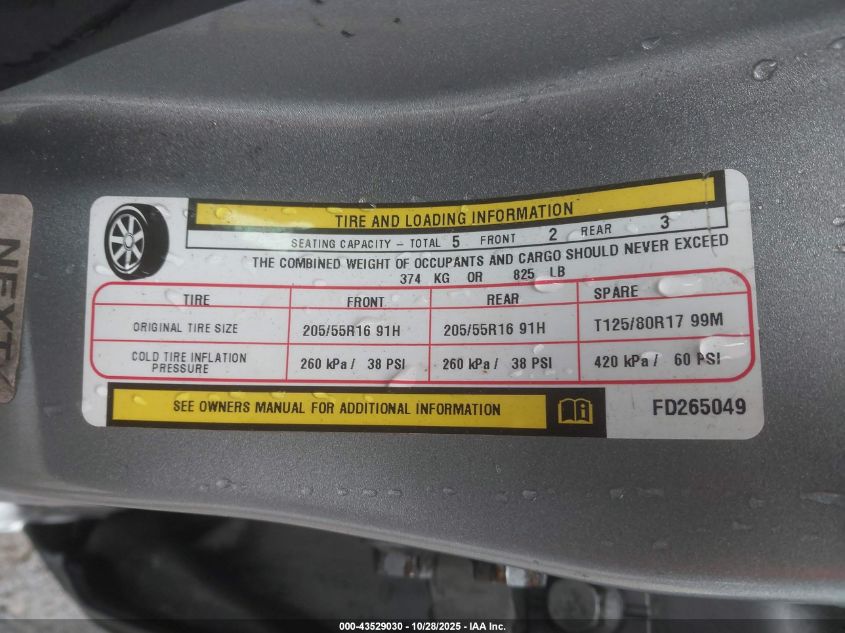 TIRE AND LOADING INFORMATION
SEATING CAPACITY – TOTAL 5 FRONT 2 REAR 3
THE COMBINED WEIGHT OF OCCUPANTS AND CARGO SHOULD NEVER EXCEED
374 KG OR 825 LB
TIRE FRONT REAR SPARE
ORIGINAL TIRE SIZE 205/55R16 91H 205/55R16 91H T125/80R17 99M
COLD TIRE INFLATION PRESSURE 260 kPa / 38 PSI 260 kPa / 38 PSI 420 kPa / 60 PSI
SEE OWNERS MANUAL FOR ADDITIONAL INFORMATION
FD265049
NEXT
000-43529030 - 10/28/2025 - IAA Inc.